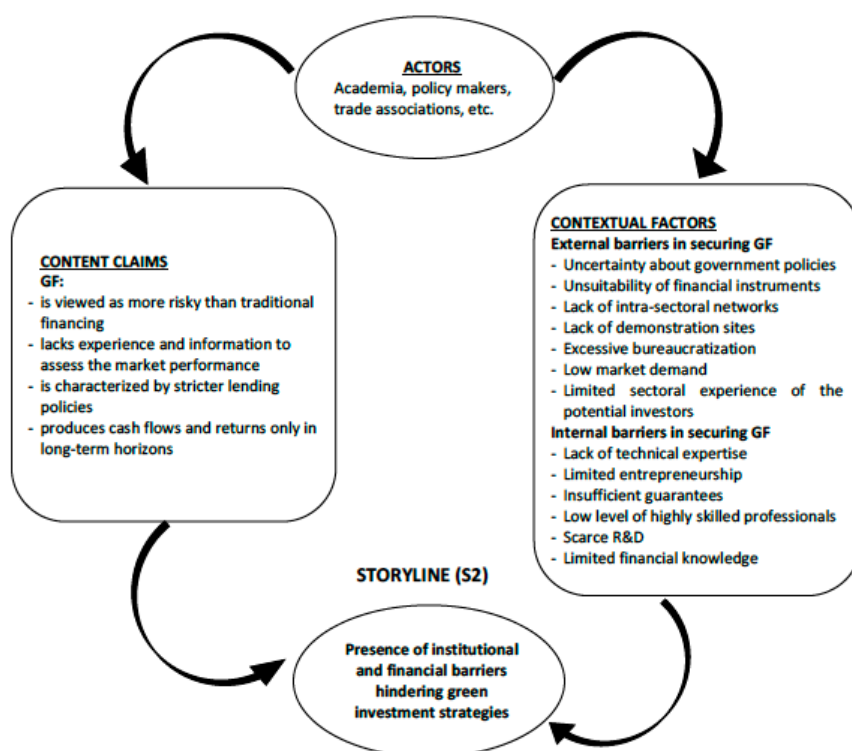 ACTORS
Academia, policy makers,
trade associations, etc.
CONTENT CLAIMS
GF:
- is viewed as more risky than traditional
financing
- lacks experience and information to
assess the market performance
- is characterized by stricter lending
policies
- produces cash flows and returns only in
long-term horizons
CONTEXTUAL FACTORS
External barriers in securing GF
- Uncertainty about government policies
- Unsuitability of financial instruments
- Lack of intra-sectoral networks
- Lack of demonstration sites
- Excessive bureaucratization
- Low market demand
- Limited sectoral experience of the
potential investors
Internal barriers in securing GF
- Lack of technical expertise
- Limited entrepreneurship
- Insufficient guarantees
- Low level of highly skilled professionals
- Scarce R&D
- Limited financial knowledge
STORYLINE (S2)
Presence of institutional
and financial barriers
hindering green
investment strategies